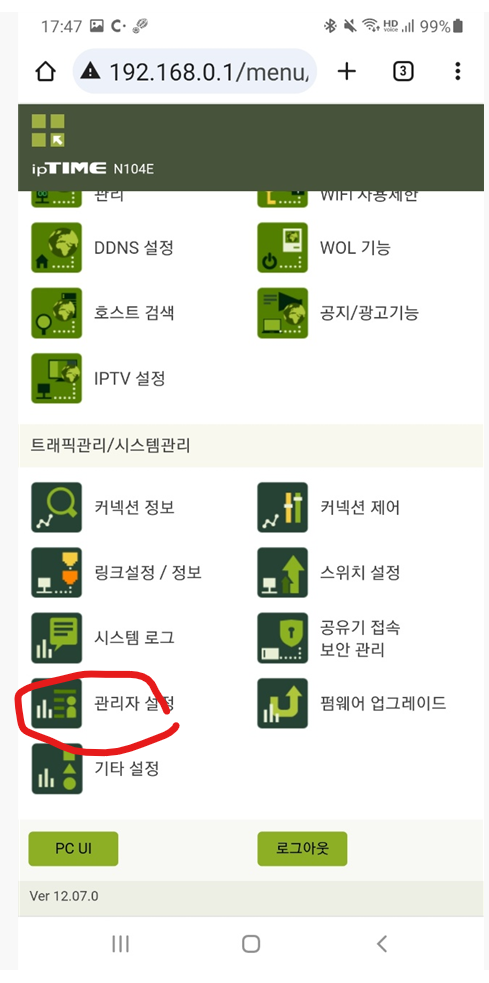 17:47
HD
VOICE
99%
192.168.0.1/menu/
3
ipTIME N104E
관리
WIFI 사용제한
DDNS 설정
WOL 기능
호스트 검색
공지/광고기능
IPTV 설정
트래픽관리/시스템관리
커넥션 정보
커넥션 제어
링크설정 / 정보
스위치 설정
시스템 로그
공유기 접속
보안 관리
관리자 설정
펌웨어 업그레이드
기타 설정
PC UI
로그아웃
Ver 12.07.0